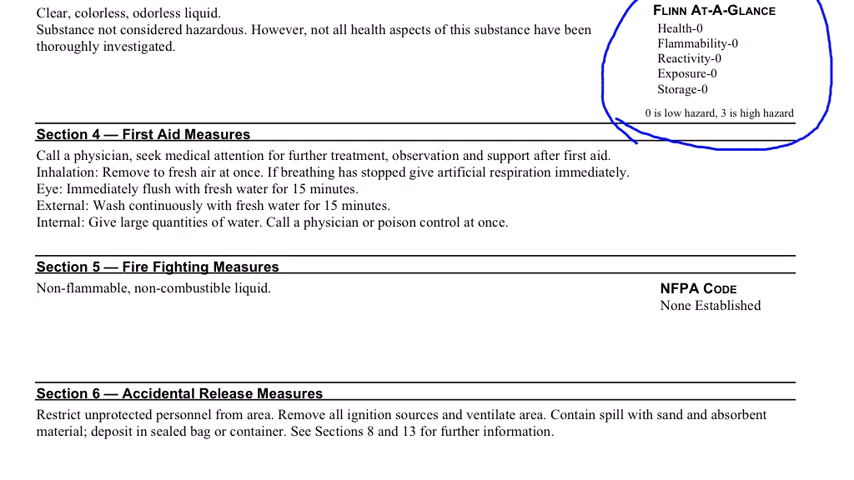 Clear, colorless, odorless liquid.
Substance not considered hazardous. However, not all health aspects of this substance have been
thoroughly investigated.
FLINN AT-A-GLANCE
Health-0
Flammability-0
Reactivity-0
Exposure-0
Storage-0
0 is low hazard, 3 is high hazard
Section 4 — First Aid Measures
Call a physician, seek medical attention for further treatment, observation and support after first aid.
Inhalation: Remove to fresh air at once. If breathing has stopped give artificial respiration immediately.
Eye: Immediately flush with fresh water for 15 minutes.
External: Wash continuously with fresh water for 15 minutes.
Internal: Give large quantities of water. Call a physician or poison control at once.
Section 5 — Fire Fighting Measures
Non-flammable, non-combustible liquid.
NFPA CODE
None Established
Section 6 — Accidental Release Measures
Restrict unprotected personnel from area. Remove all ignition sources and ventilate area. Contain spill with sand and absorbent
material; deposit in sealed bag or container. See Sections 8 and 13 for further information.